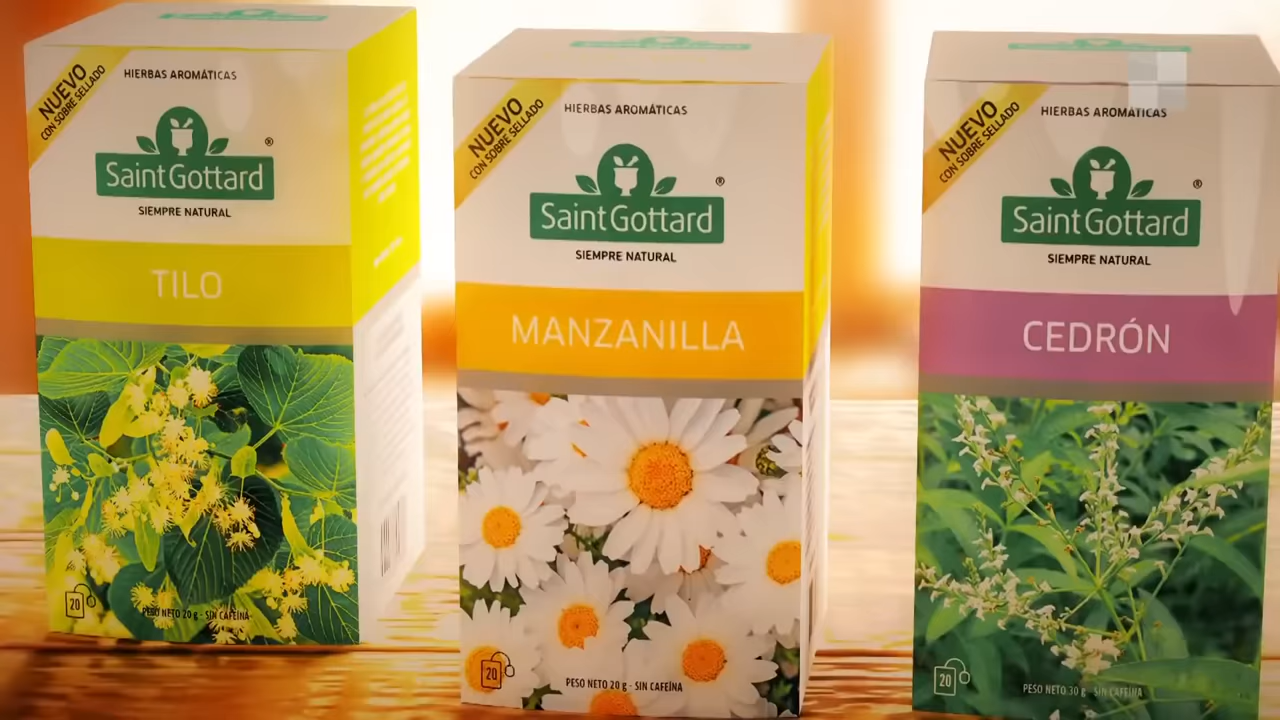 NUEVO
CON SOBRE SELLADO
HIERBAS AROMÁTICAS
SaintGottard®
SIEMPRE NATURAL
TILO
20
PESO NETO 20 g - SIN CAFEÍNA
NUEVO
CON SOBRE SELLADO
HIERBAS AROMÁTICAS
SaintGottard®
SIEMPRE NATURAL
MANZANILLA
20
PESO NETO 20 g - SIN CAFEÍNA
NUEVO
CON SOBRE SELLADO
HIERBAS AROMÁTICAS
SaintGottard®
SIEMPRE NATURAL
CEDRÓN
20
PESO NETO 30 g - SIN CAFEÍNA